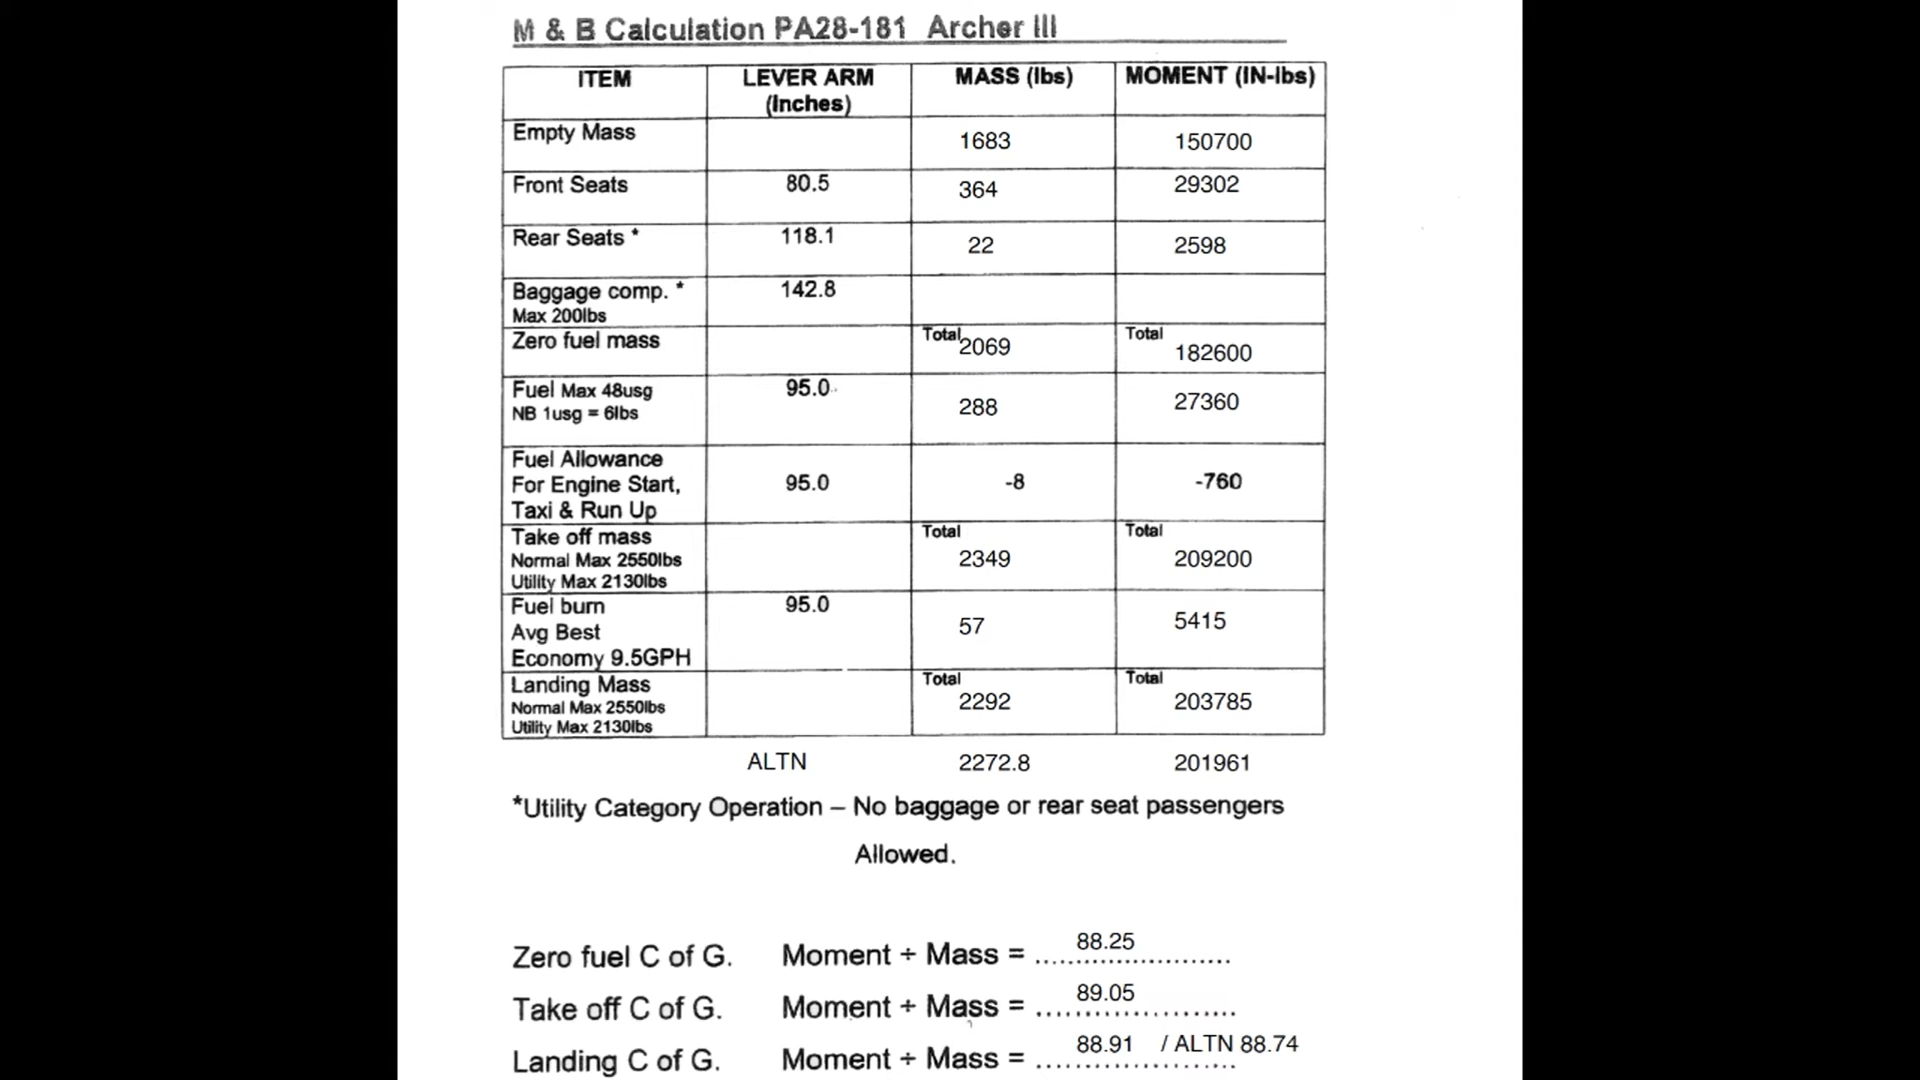 M & B Calculation PA28-181 Archer III
ITEM LEVER ARM (Inches) MASS (lbs) MOMENT (IN-lbs)
Empty Mass 1683 150700
Front Seats 80.5 364 29302
Rear Seats * 118.1 22 2598
Baggage comp. * 142.8
Max 200lbs
Zero fuel mass Total 2069 Total 182600
Fuel Max 48usg 95.0 288 27360
NB 1usg = 6lbs
Fuel Allowance
For Engine Start, 95.0 -8 -760
Taxi & Run Up
Take off mass Total 2349 Total 209200
Normal Max 2550lbs
Utility Max 2130lbs
Fuel burn 95.0 57 5415
Avg Best
Economy 9.5GPH
Landing Mass Total 2292 Total 203785
Normal Max 2550lbs
Utility Max 2130lbs
ALTN 2272.8 201961
*Utility Category Operation – No baggage or rear seat passengers
Allowed.
Zero fuel C of G. Moment ÷ Mass = 88.25
Take off C of G. Moment ÷ Mass = 89.05
Landing C of G. Moment ÷ Mass = 88.91 / ALTN 88.74